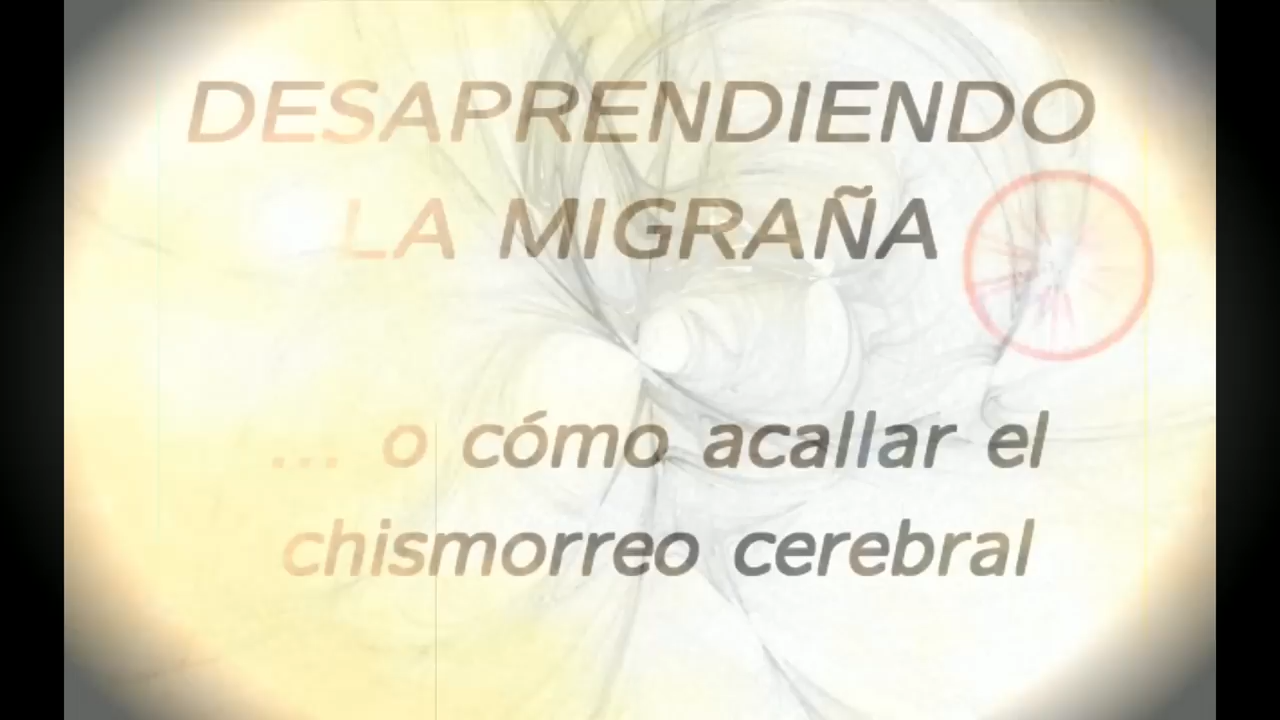 DESAPRENDIENDO
LA MIGRAÑA
... o cómo acallar el
chismorreo cerebral